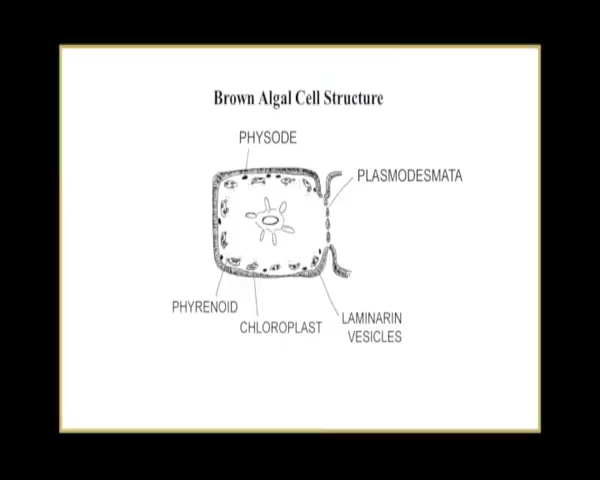 Brown Algal Cell Structure
PHYSODE
PLASMODESMATA
PHYRENOID
CHLOROPLAST
LAMINARIN
VESICLES